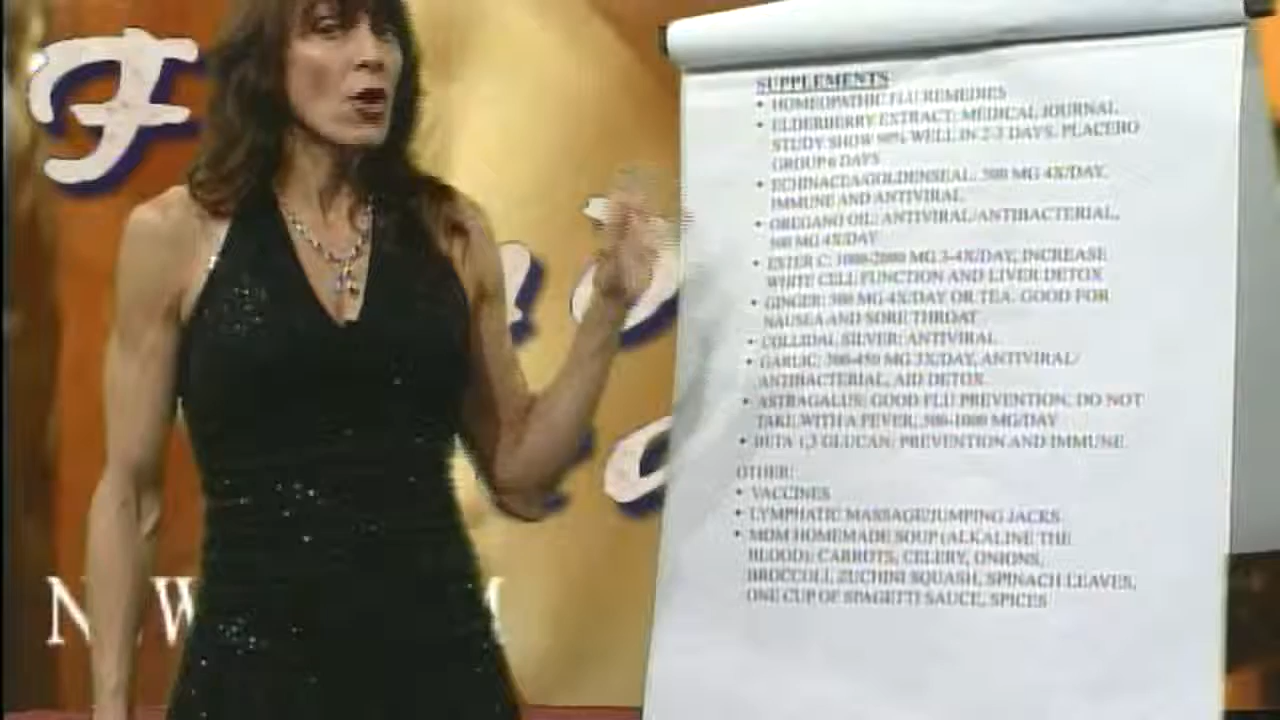 F
NEW
M
SUPPLEMENTS
• HOMEOPATHIC FLU REMEDIES
• ELDERBERRY EXTRACT: MEDICAL JOURNAL
STUDY SHOW 90% WELL IN 2-3 DAYS, PLACEBO
GROUP 6 DAYS
• ECHINACEA/GOLDENSEAL: 500 MG 4X/DAY,
IMMUNE AND ANTIVIRAL
• OREGANO OIL: ANTIVIRAL/ANTIBACTERIAL,
500 MG 4X/DAY
• ESTER C: 1000-2000 MG 3-4X/DAY, INCREASE
WHITE CELL FUNCTION AND LIVER DETOX
• GINGER: 500 MG 4X/DAY OR TEA. GOOD FOR
NAUSEA AND SORE THROAT
• COLLIDAL SILVER: ANTIVIRAL
• GARLIC: 300-450 MG 3X/DAY, ANTIVIRAL/
ANTIBACTERIAL, AID DETOX
• ASTRAGALUS: GOOD FLU PREVENTION, DO NOT
TAKE WITH A FEVER, 500-1000 MG/DAY
• BETA 1,3 GLUCAN: PREVENTION AND IMMUNE
OTHER:
• VACCINES
• LYMPHATIC MASSAGE/JUMPING JACKS
• MOM HOMEMADE SOUP (ALKALINE THE
BLOOD): CARROTS, CELERY, ONIONS,
BROCCOLI, ZUCHINI SQUASH, SPINACH LEAVES,
ONE CUP OF SPAGETTI SAUCE, SPICES